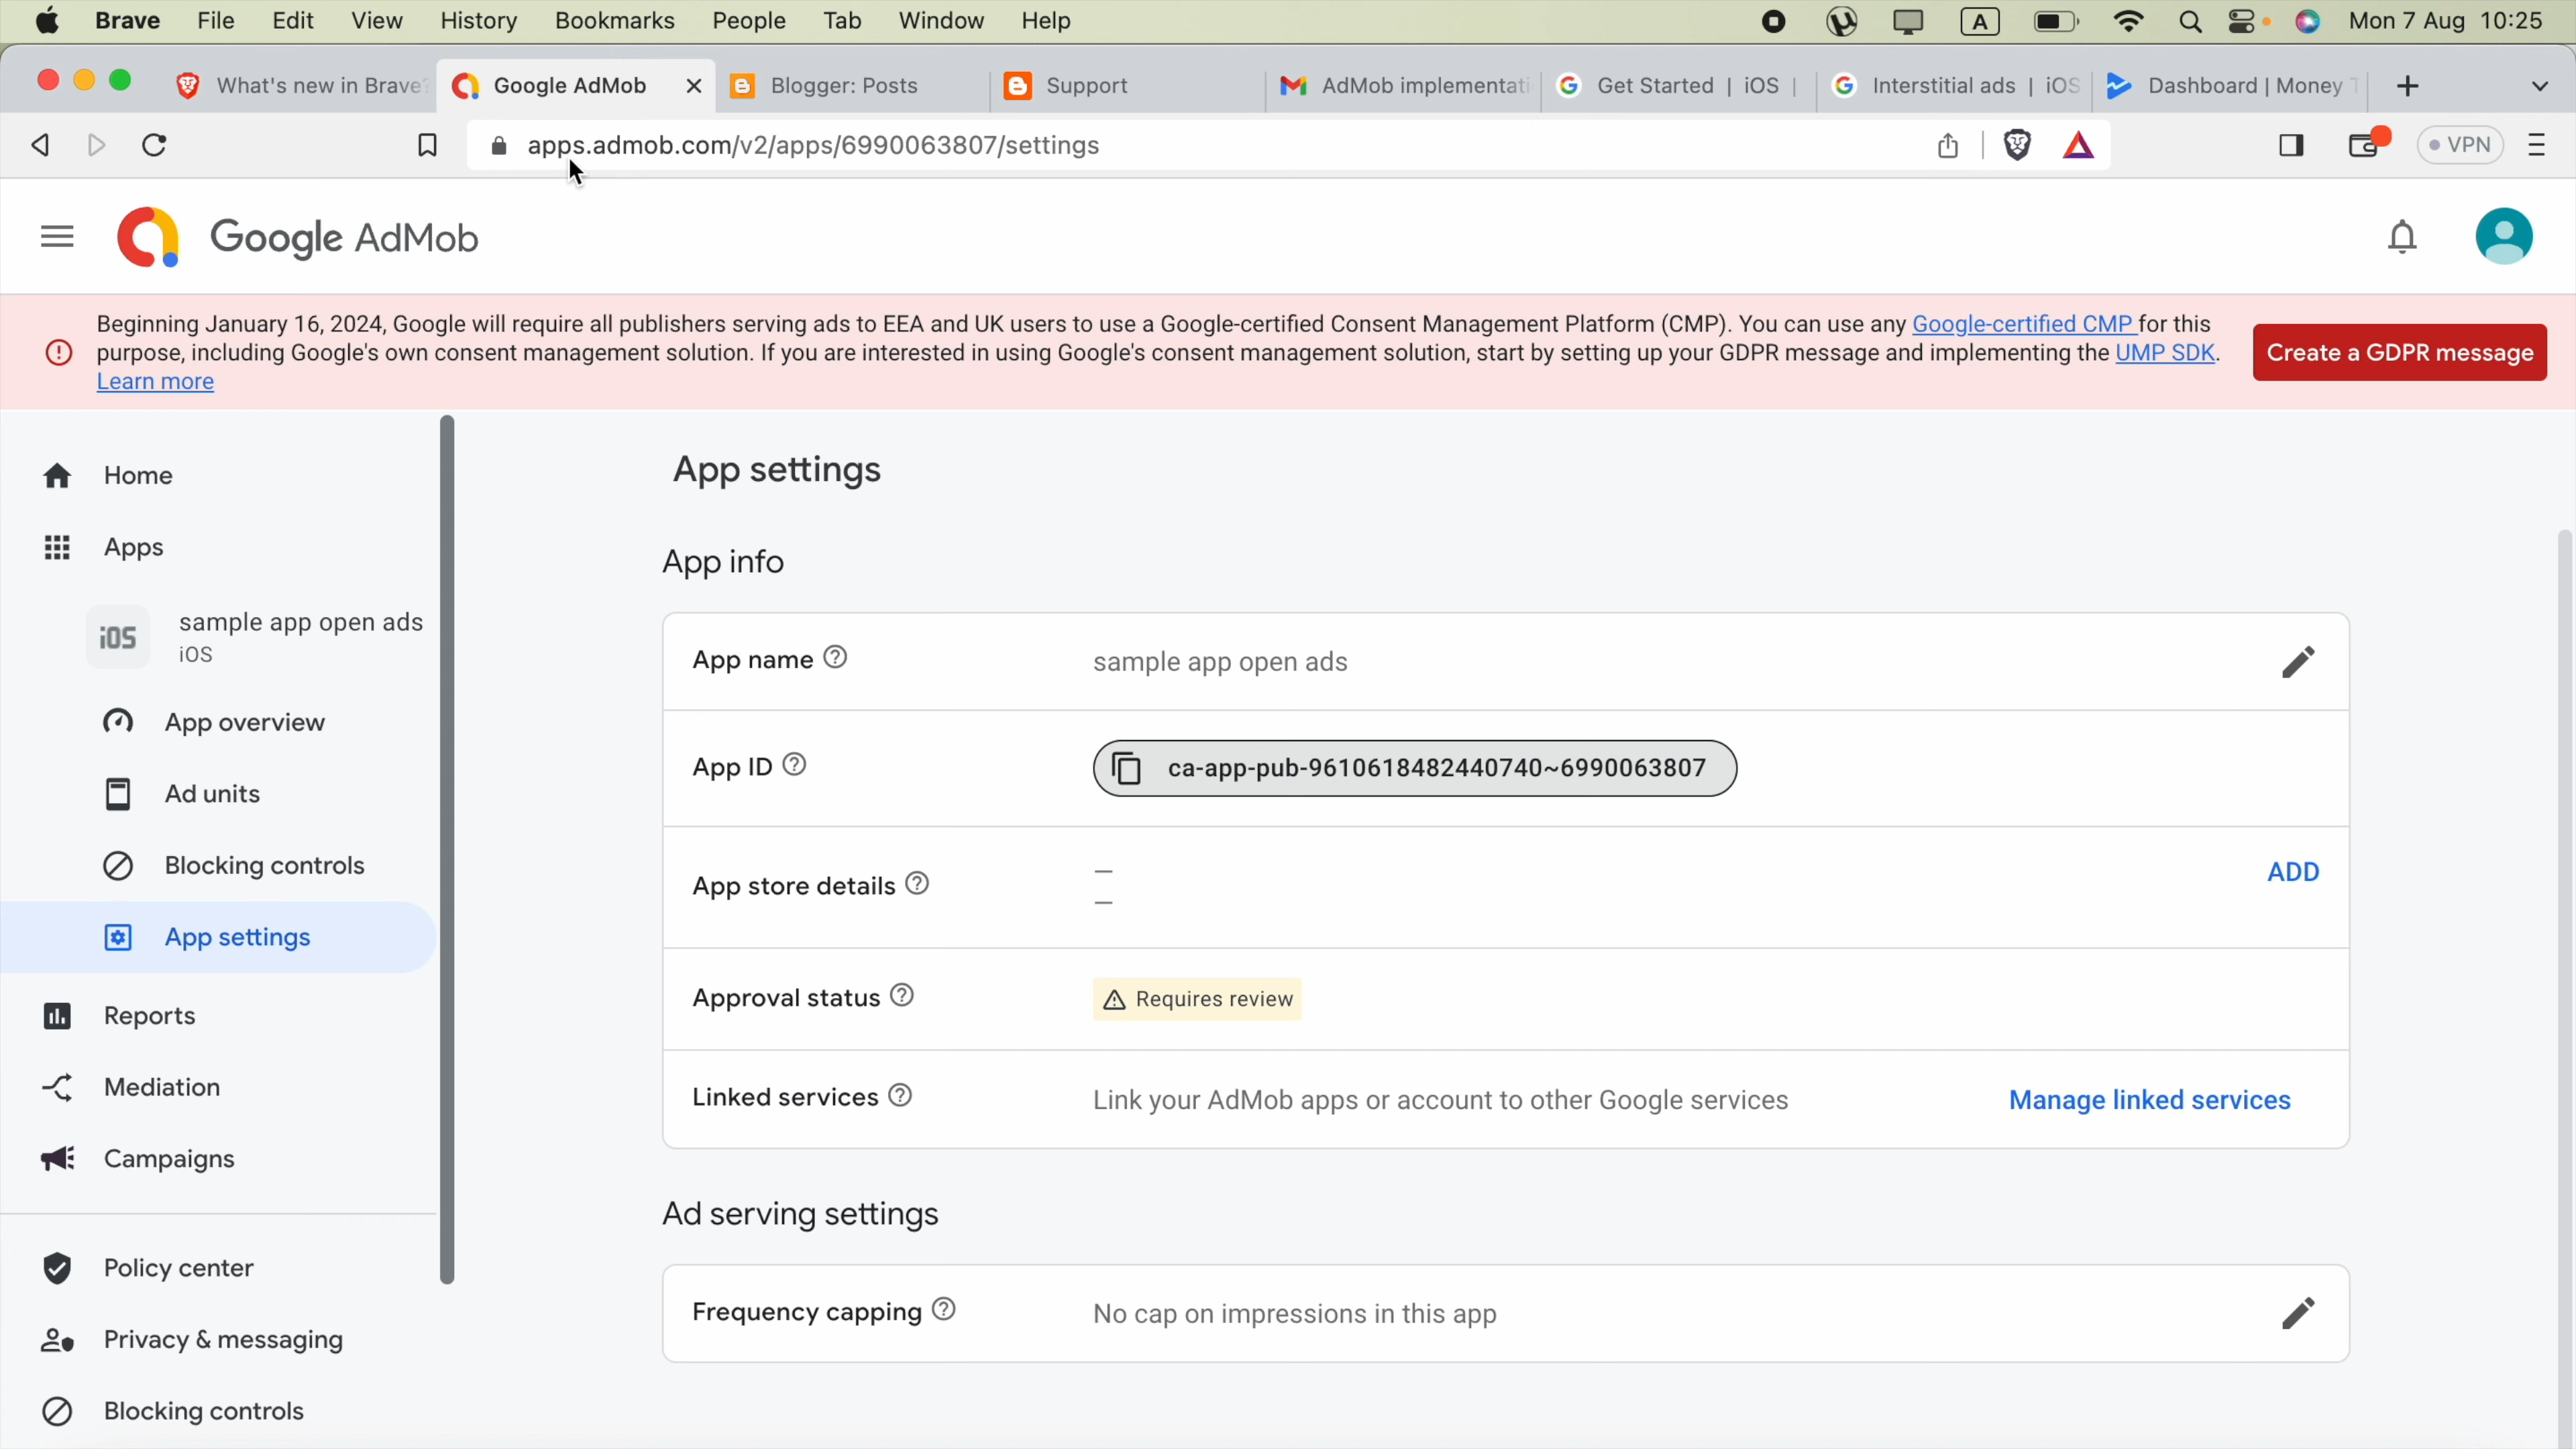 Brave File Edit View History Bookmarks People Tab Window Help A Mon 7 Aug 10:25
What's new in Brave? Google AdMob Blogger: Posts Support AdMob implementati Get Started | iOS | Interstitial ads | iOS Dashboard | Money T
apps.admob.com/v2/apps/6990063807/settings VPN
Google AdMob
Beginning January 16, 2024, Google will require all publishers serving ads to EEA and UK users to use a Google-certified Consent Management Platform (CMP). You can use any Google-certified CMP for this
purpose, including Google's own consent management solution. If you are interested in using Google's consent management solution, start by setting up your GDPR message and implementing the UMP SDK.
Learn more
Create a GDPR message
Home
Apps
iOS
sample app open ads
iOS
App overview
Ad units
Blocking controls
App settings
Reports
Mediation
Campaigns
Policy center
Privacy & messaging
Blocking controls
App settings
App info
App name sample app open ads
App ID ca-app-pub-9610618482440740~6990063807
App store details – ADD
–
Approval status Requires review
Linked services Link your AdMob apps or account to other Google services Manage linked services
Ad serving settings
Frequency capping No cap on impressions in this app